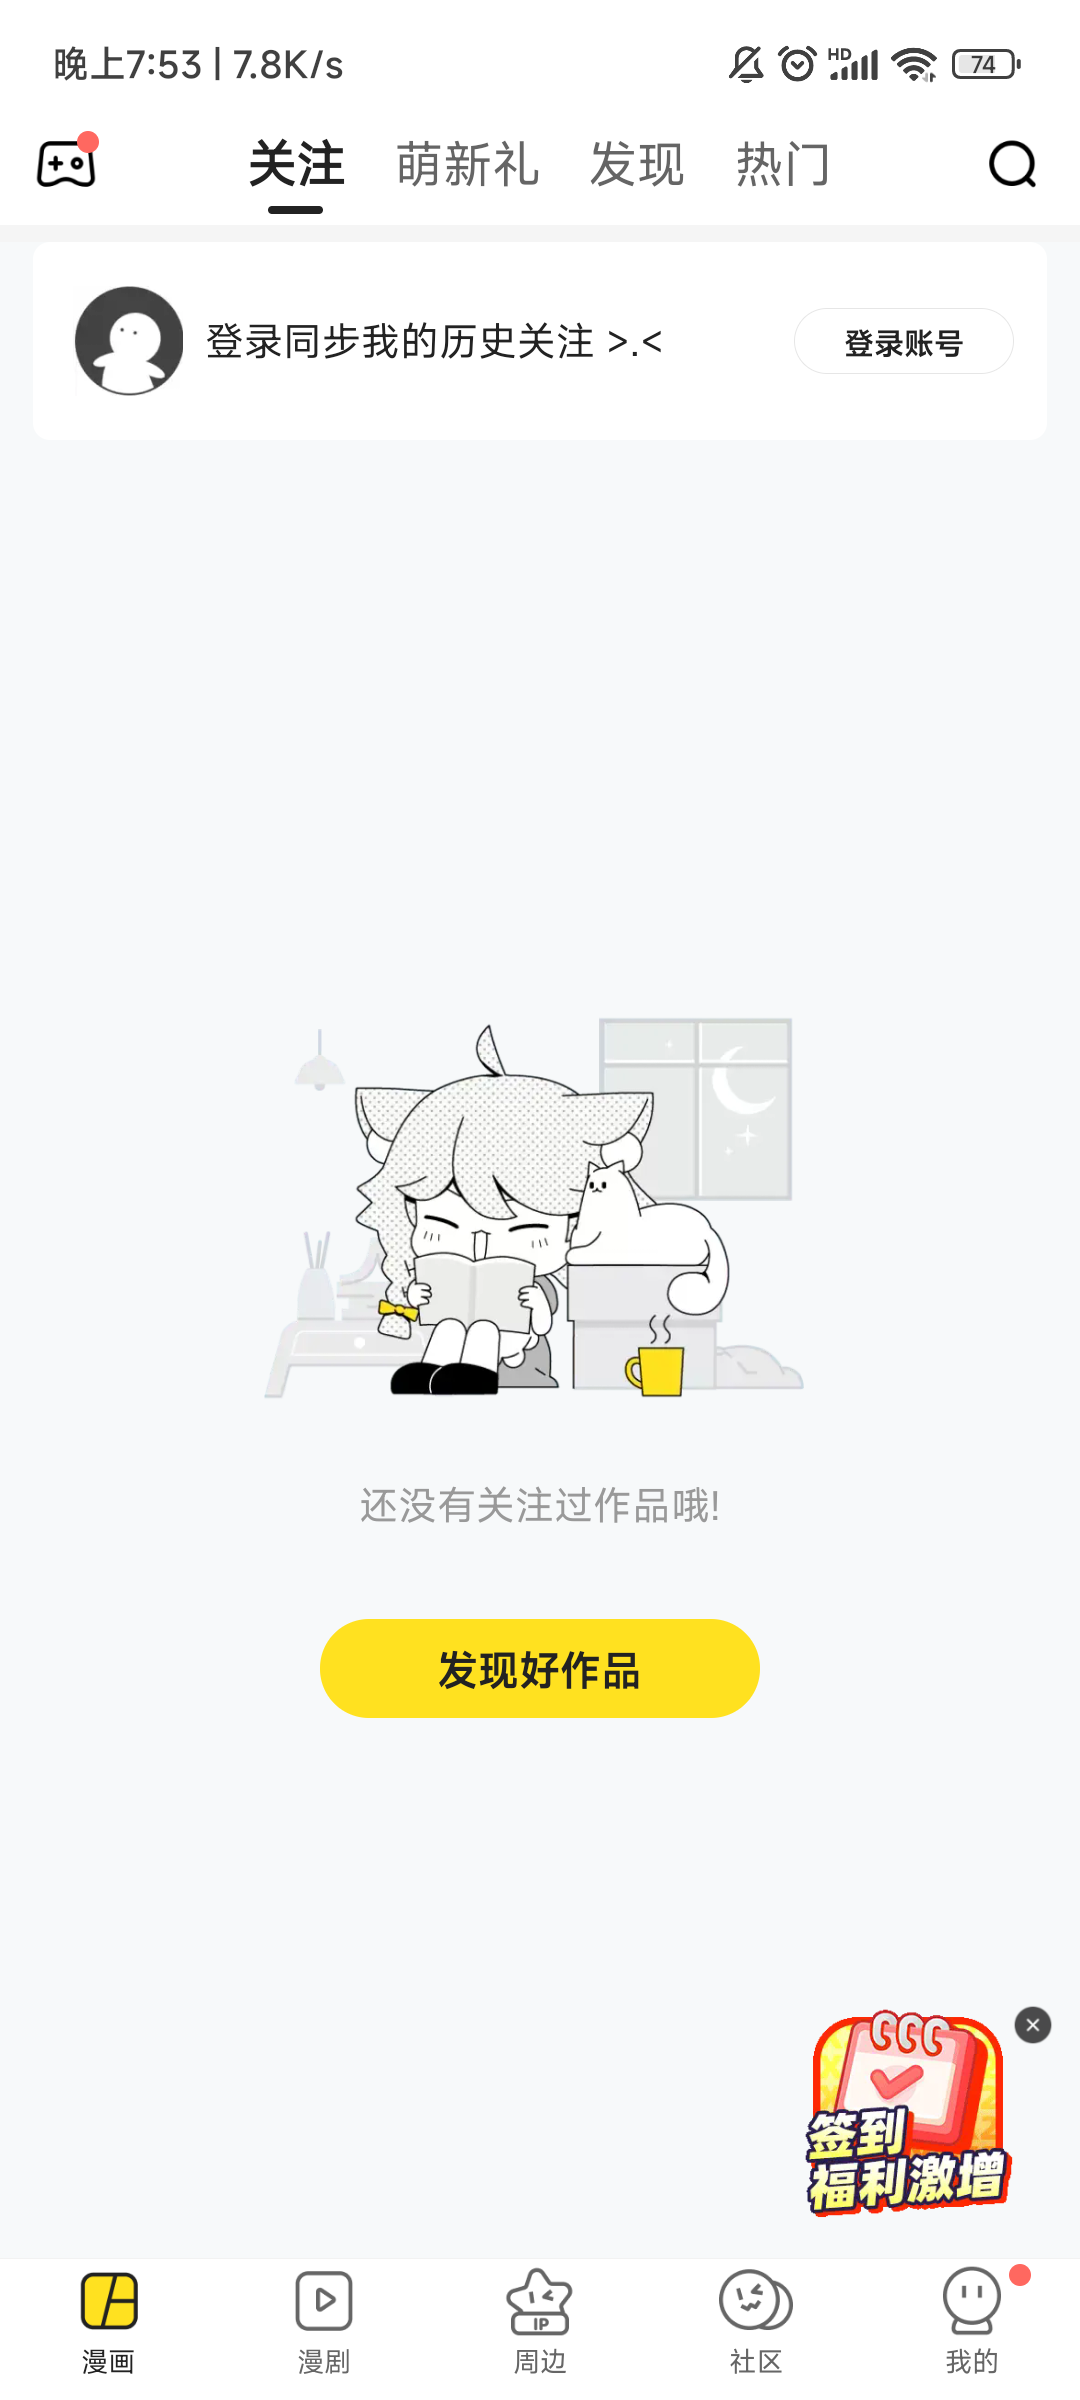 晚上7:53 | 7.8K/s
HD
74
关注 萌新礼 发现 热门
登录同步我的历史关注 >.<
登录账号
还没有关注过作品哦!
发现好作品
签到
福利激增
IP
漫画 漫剧 周边 社区 我的